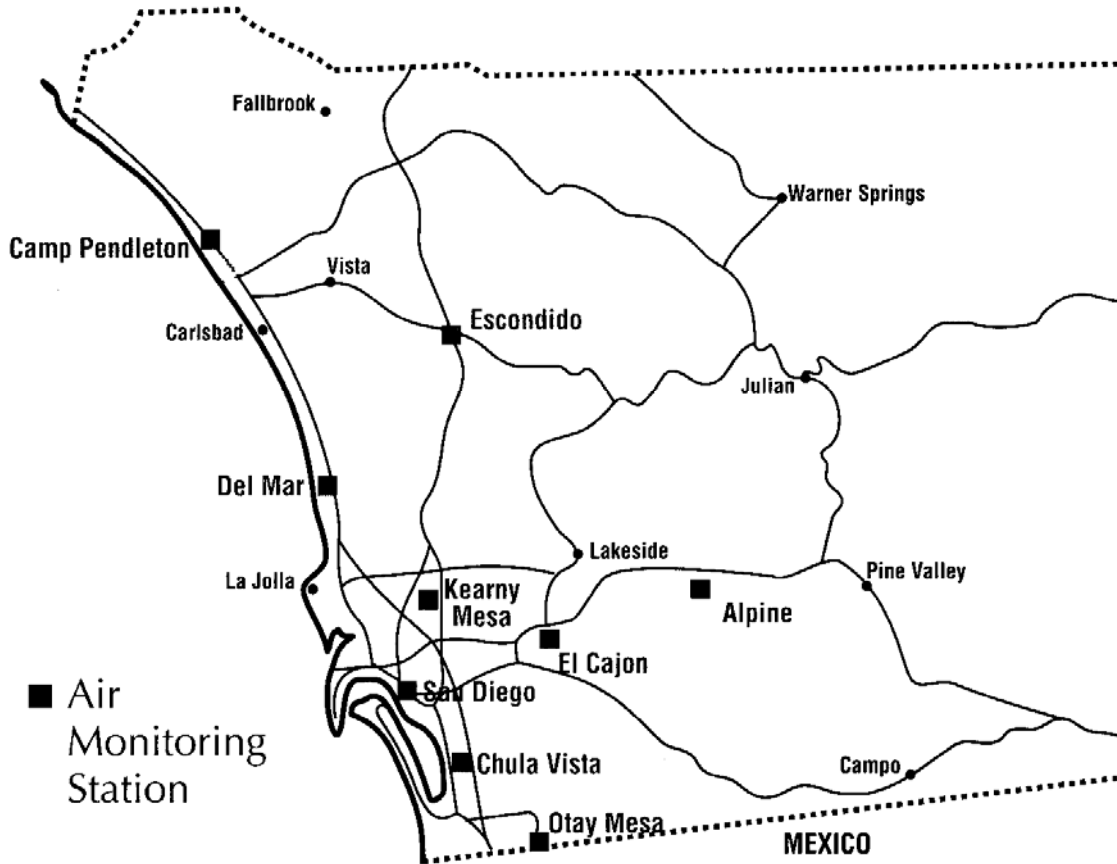 Fallbrook
Warner Springs
Camp Pendleton
Vista
Escondido
Carlsbad
Julian
Del Mar
Lakeside
La Jolla
Kearny
Mesa
Pine Valley
Alpine
El Cajon
San Diego
Air
Monitoring
Station
Chula Vista
Campo
Otay Mesa
MEXICO